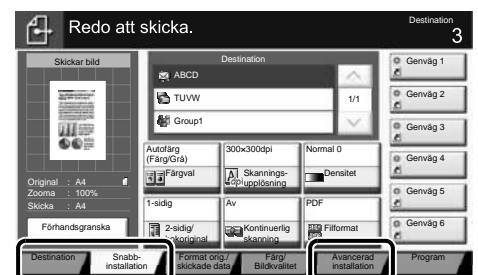 Redo att skicka.
Destination
3
Skickar bild
Original : A4
Zooma : 100%
Skicka : A4
Förhandsgranska
Destination
ABCD
TUVW
Group1
1/1
Autofärg
(Färg/Grå)
Färgval
300x300dpi
Skannings-
upplösning
Normal 0
Densitet
1-sidig
2-sidig/
bokoriginal
Av
Kontinuerlig
skanning
PDF
Filformat
Genväg 1
Genväg 2
Genväg 3
Genväg 4
Genväg 5
Genväg 6
Destination
Snabb-
installation
Format orig./
skickade data
Färg/
Bildkvalitet
Avancerad
installation
Program